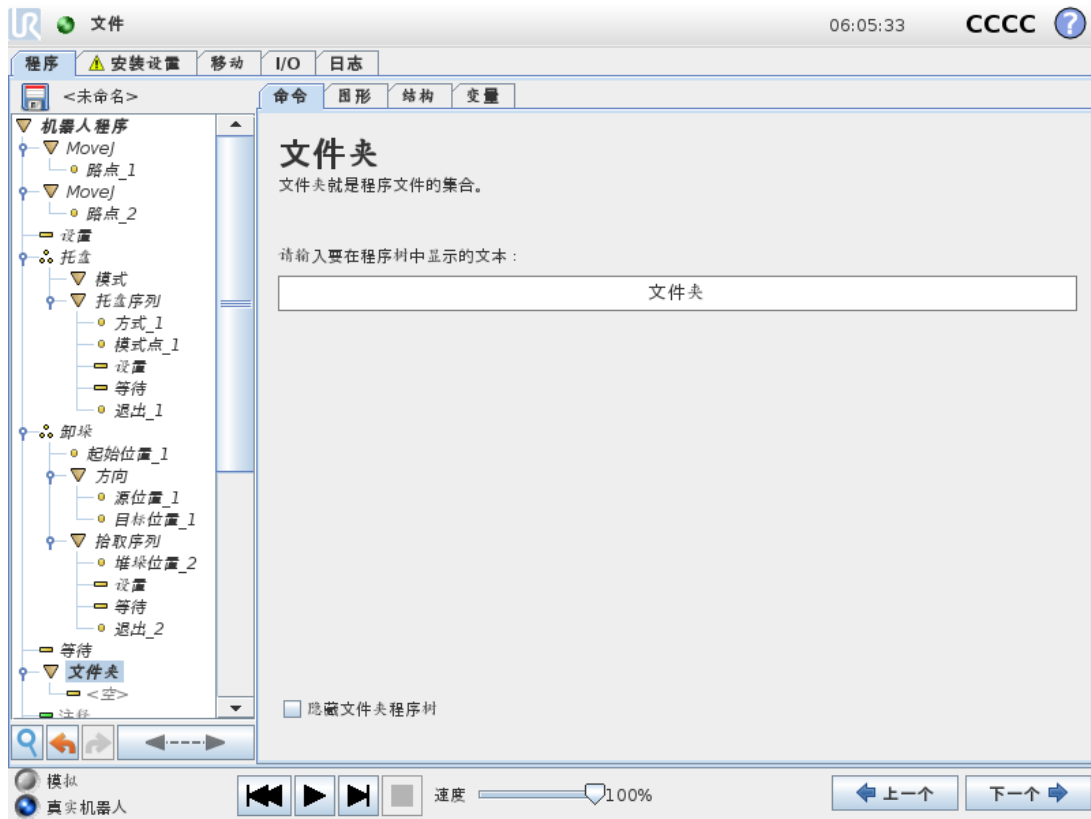 UR 文件 06:05:33 CCCC ?
程序 安装设置 移动 I/O 日志
<未命名> 命令 图形 结构 变量
机器人程序
MoveJ
路点_1
MoveJ
路点_2
设置
托盘
模式
托盘序列
方式_1
模式点_1
设置
等待
退出_1
卸垛
起始位置_1
方向
源位置_1
目标位置_1
拾取序列
堆垛位置_2
设置
等待
退出_2
等待
文件夹
<空>
注释
文件夹
文件夹就是程序文件的集合。
请输入要在程序树中显示的文本：
文件夹
隐藏文件夹程序树
模拟
真实机器人
速度 100% 上一个 下一个